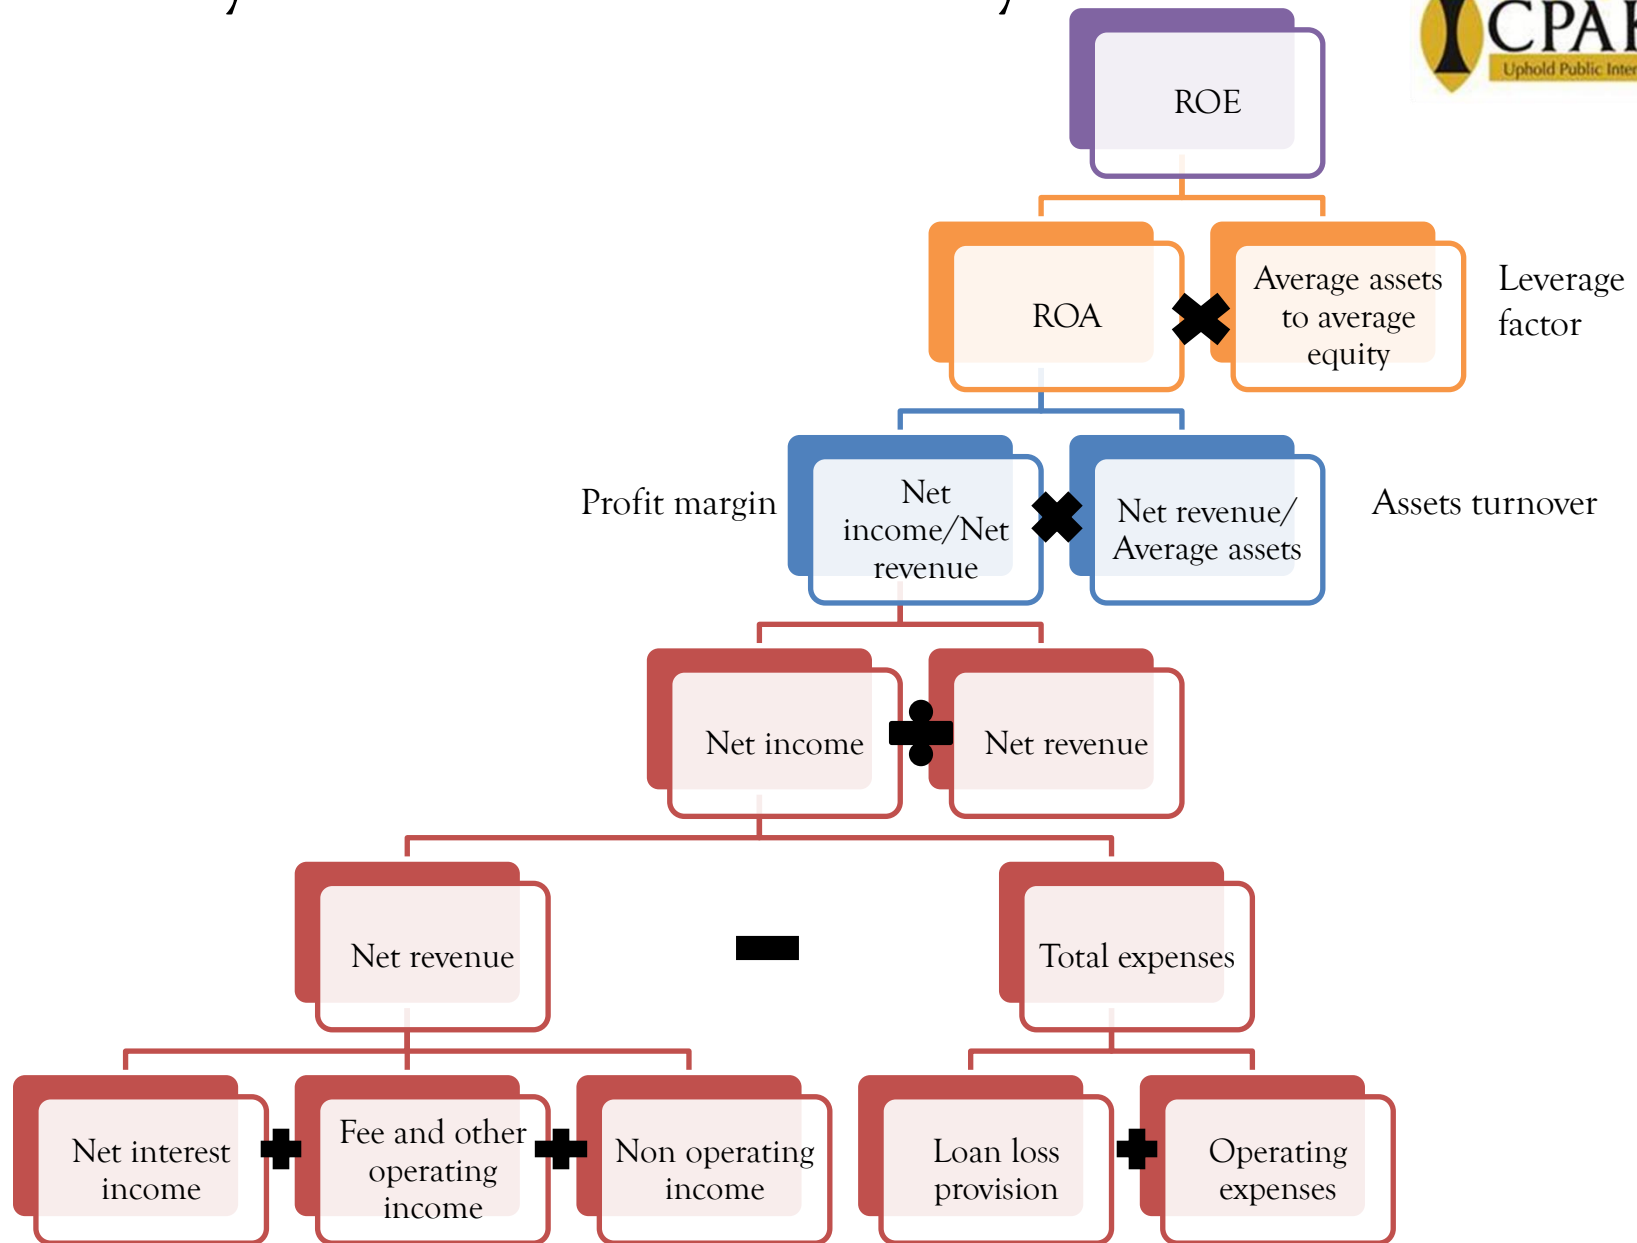 CPAK
Uphold Public Inter
ROE
ROA
Average assets
to average
equity
Leverage
factor
Profit margin
Net
income/Net
revenue
Net revenue/
Average assets
Assets turnover
Net income
Net revenue
Net revenue
Total expenses
Net interest
income
Fee and other
operating
income
Non operating
income
Loan loss
provision
Operating
expenses